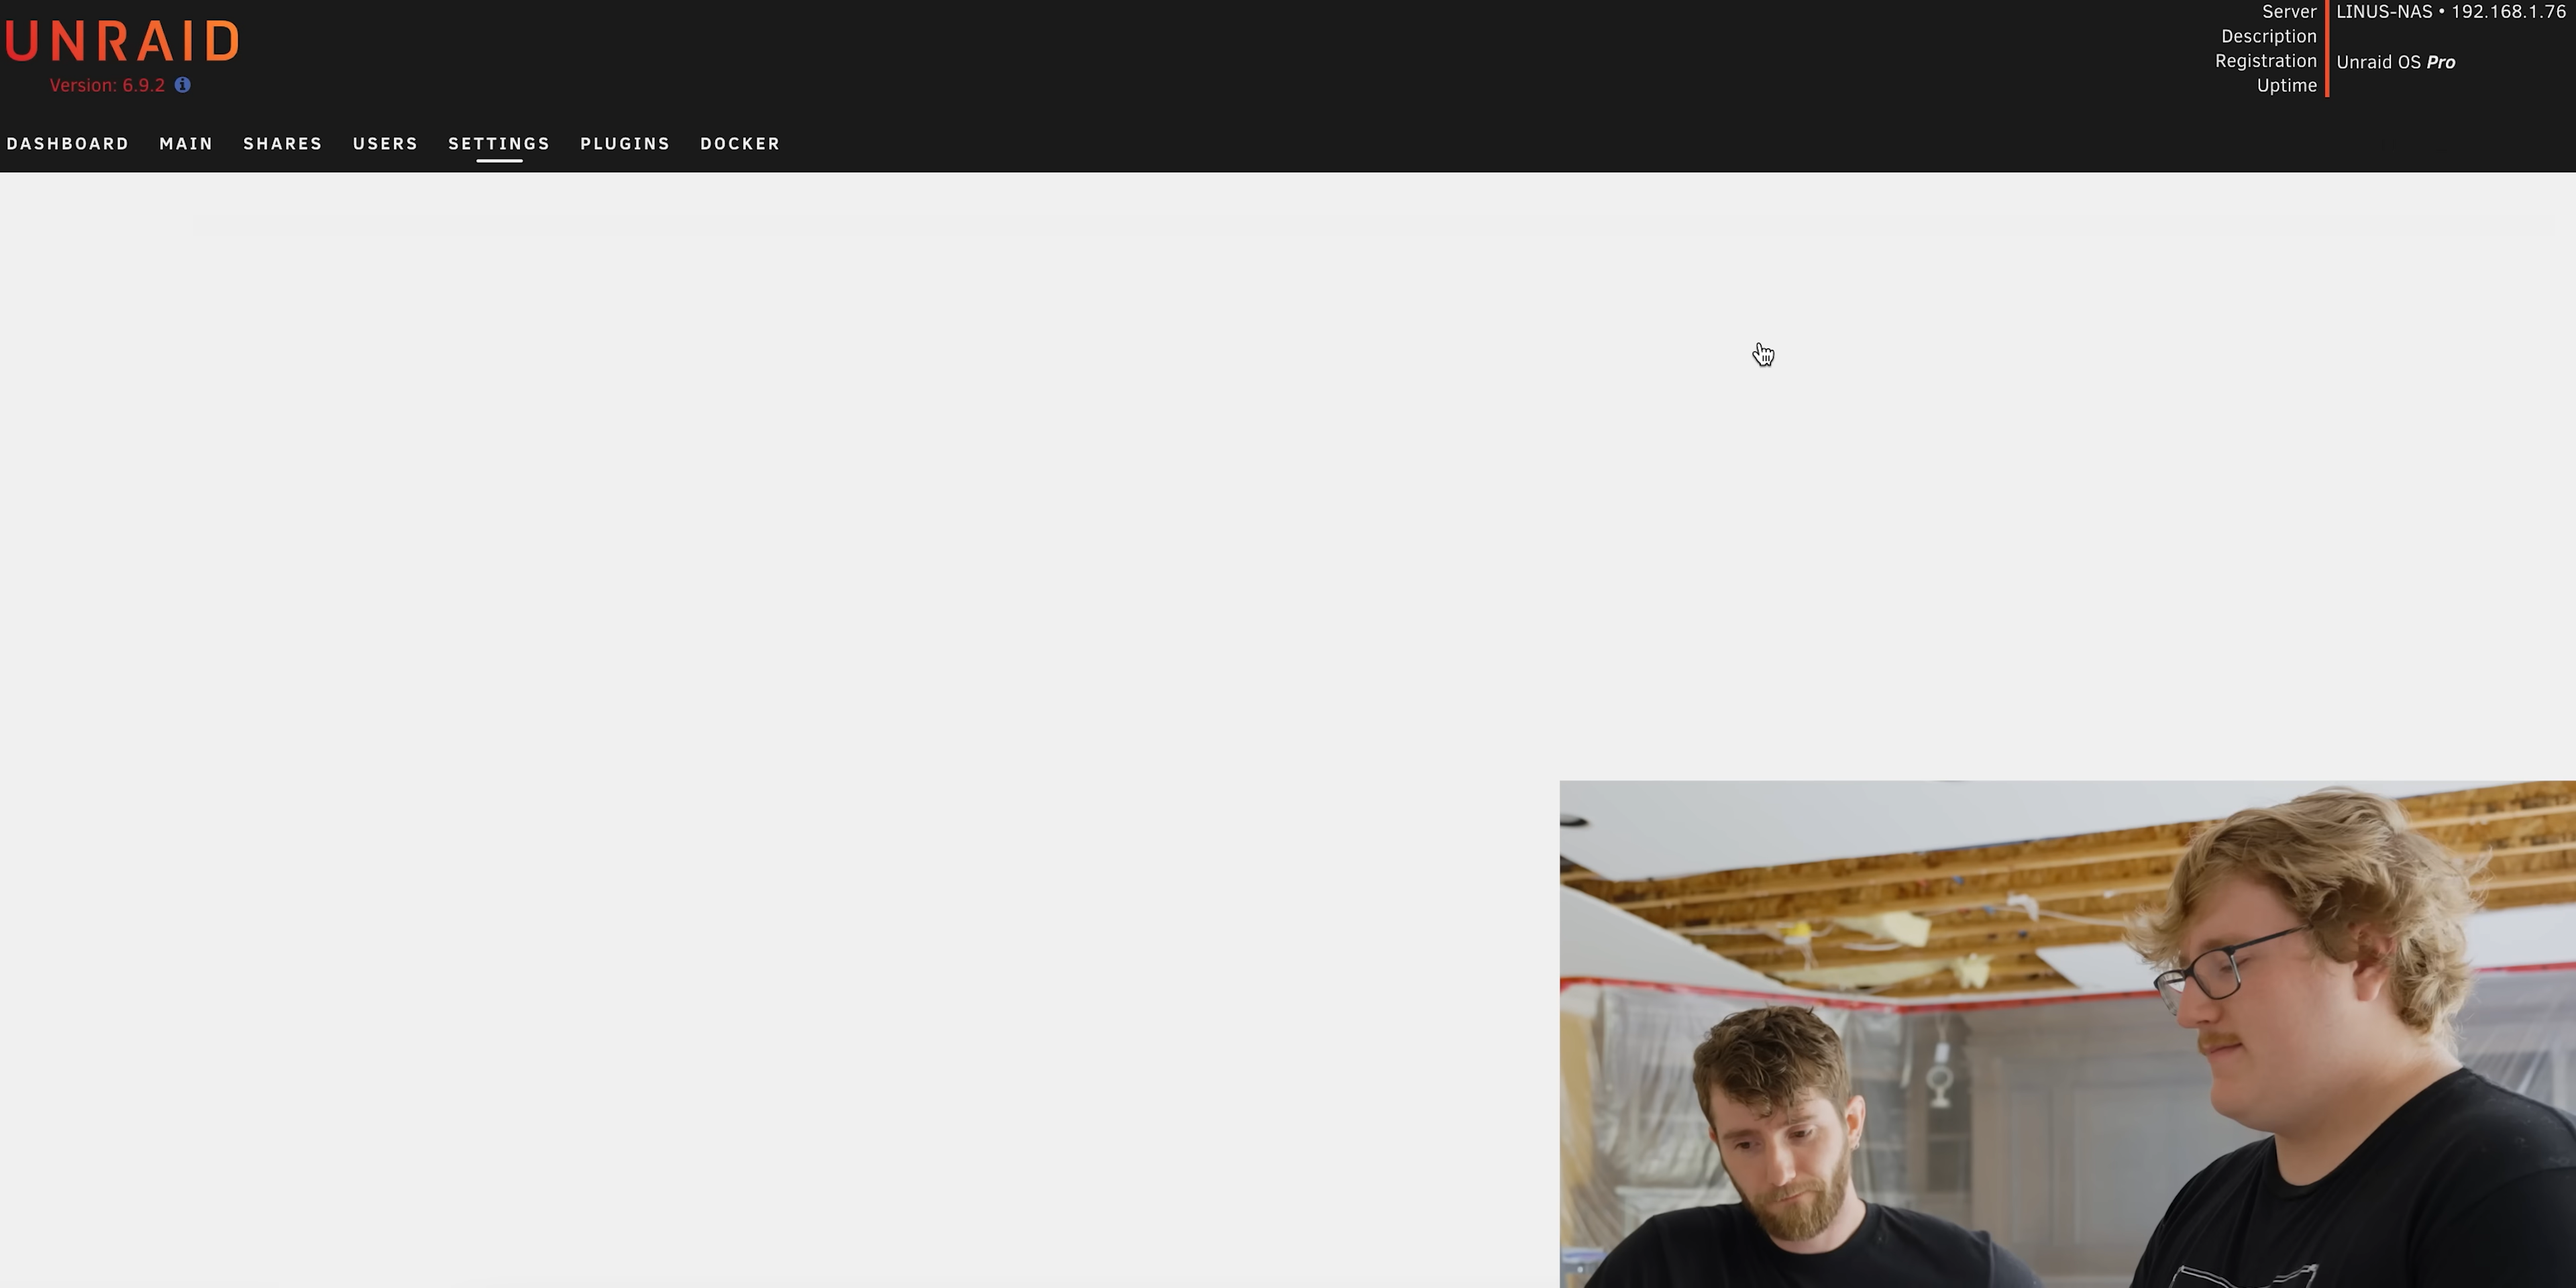 UNRAID
Version: 6.9.2
Server LINUS-NAS • 192.168.1.76
Description
Registration Unraid OS Pro
Uptime
DASHBOARD MAIN SHARES USERS SETTINGS PLUGINS DOCKER